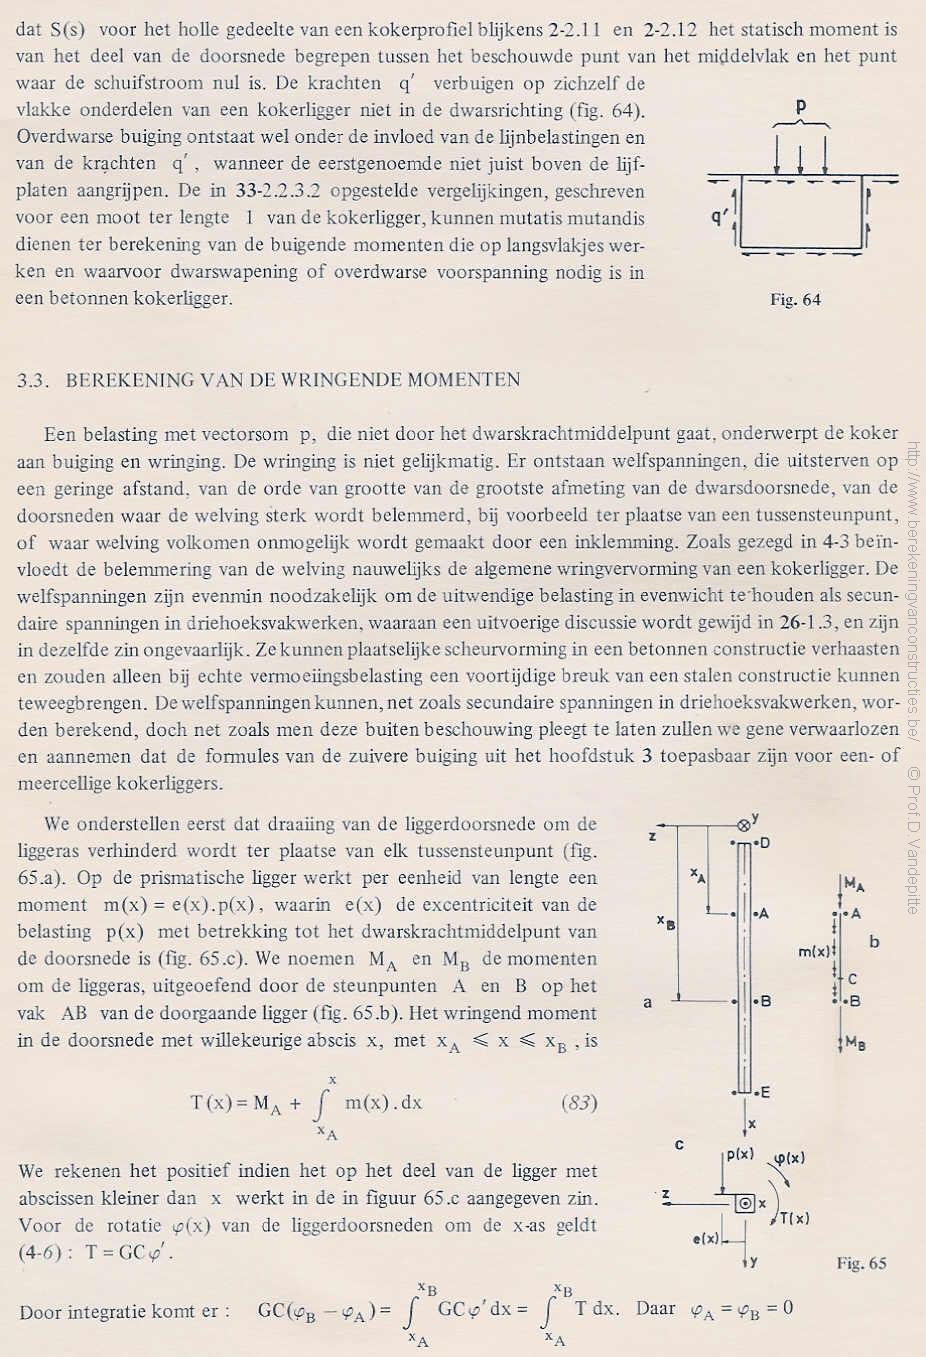 dat S(s) voor het holle gedeelte van een kokerprofiel blijkens 2-2.11 en 2-2.12 het statisch moment is
van het deel van de doorsnede begrepen tussen het beschouwde punt van het middelvlak en het punt
waar de schuifstroom nul is. De krachten q′ verbuigen op zichzelf de
vlakke onderdelen van een kokerligger niet in de dwarsrichting (fig. 64).
Overdwarse buiging ontstaat wel onder de invloed van de lijnbelastingen en
van de krachten q′, wanneer de eerstgenoemde niet juist boven de lijf-
platen aangrijpen. De in 33-2.2.3.2 opgestelde vergelijkingen, geschreven
voor een moot ter lengte 1 van de kokerligger, kunnen mutatis mutandis
dienen ter berekening van de buigende momenten die op langsvlakjes wer-
ken en waarvoor dwarswapening of overdwarse voorspanning nodig is in
een betonnen kokerligger.
p
q′
Fig. 64
3.3. BEREKENING VAN DE WRINGENDE MOMENTEN
Een belasting met vectorsom p, die niet door het dwarskrachtmiddelpunt gaat, onderwerpt de koker
aan buiging en wringing. De wringing is niet gelijkmatig. Er ontstaan welfspanningen, die uitsterven op
een geringe afstand, van de orde van grootte van de grootste afmeting van de dwarsdoorsnede, van de
doorsneden waar de welving sterk wordt belemmerd, bij voorbeeld ter plaatse van een tussensteunpunt,
of waar welving volkomen onmogelijk wordt gemaakt door een inklemming. Zoals gezegd in 4-3 beïn-
vloedt de belemmering van de welving nauwelijks de algemene wringvervorming van een kokerligger. De
welfspanningen zijn evenmin noodzakelijk om de uitwendige belasting in evenwicht te houden als secun-
daire spanningen in driehoeksvakwerken, waaraan een uitvoerige discussie wordt gewijd in 26-1.3, en zijn
in dezelfde zin ongevaarlijk. Ze kunnen plaatselijke scheurvorming in een betonnen constructie verhaasten
en zouden alleen bij echte vermoeiingsbelasting een voortijdige breuk van een stalen constructie kunnen
teweegbrengen. De welfspanningen kunnen, net zoals secundaire spanningen in driehoeksvakwerken, wor-
den berekend, doch net zoals men deze buiten beschouwing pleegt te laten zullen we gene verwaarlozen
en aannemen dat de formules van de zuivere buiging uit het hoofdstuk 3 toepasbaar zijn voor een- of
meercellige kokerliggers.
We onderstellen eerst dat draaiing van de liggerdoorsnede om de
liggeras verhinderd wordt ter plaatse van elk tussensteunpunt (fig.
65.a). Op de prismatische ligger werkt per eenheid van lengte een
moment m(x) = e(x).p(x), waarin e(x) de excentriciteit van de
belasting p(x) met betrekking tot het dwarskrachtmiddelpunt van
de doorsnede is (fig. 65.c). We noemen M_A en M_B de momenten
om de liggeras, uitgeoefend door de steunpunten A en B op het
vak AB van de doorgaande ligger (fig. 65.b). Het wringend moment
in de doorsnede met willekeurige abscis x, met x_A ⩽ x ⩽ x_B, is
T(x) = M_A + ∫_{x_A}^{x} m(x).dx (83)
We rekenen het positief indien het op het deel van de ligger met
abscissen kleiner dan x werkt in de in figuur 65.c aangegeven zin.
Voor de rotatie φ(x) van de liggerdoorsneden om de x-as geldt
(4-6) : T = GCφ′.
z y
D
x_A
A
x_B
a B
E
x
M_A
A
m(x) b
C
B
M_B
c p(x) φ(x)
z x
T(x)
e(x)
y
Fig. 65
Door integratie komt er : GC(φ_B − φ_A) = ∫_{x_A}^{x_B} GCφ′dx = ∫_{x_A}^{x_B} T dx. Daar φ_A = φ_B = 0
http://www.berekeningvanconstructies.be/ © Prof.D.Vandepitte